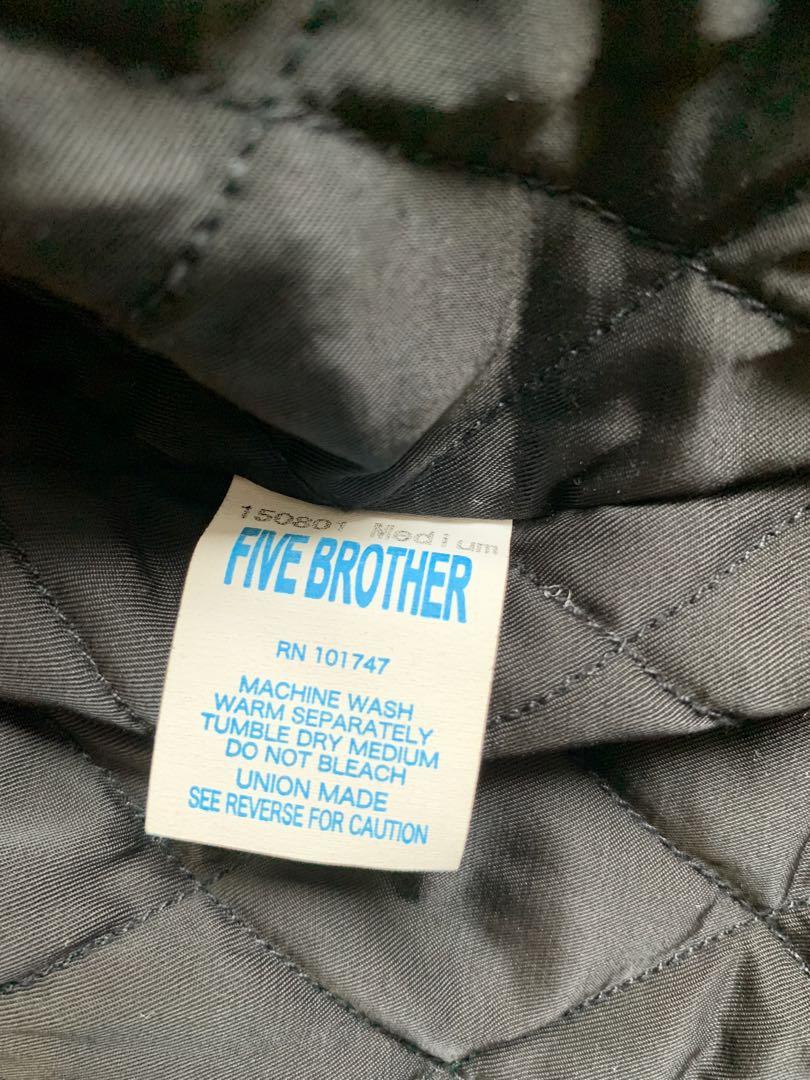 150801 Medium
FIVE BROTHER
RN 101747
MACHINE WASH
WARM SEPARATELY
TUMBLE DRY MEDIUM
DO NOT BLEACH
UNION MADE
SEE REVERSE FOR CAUTION